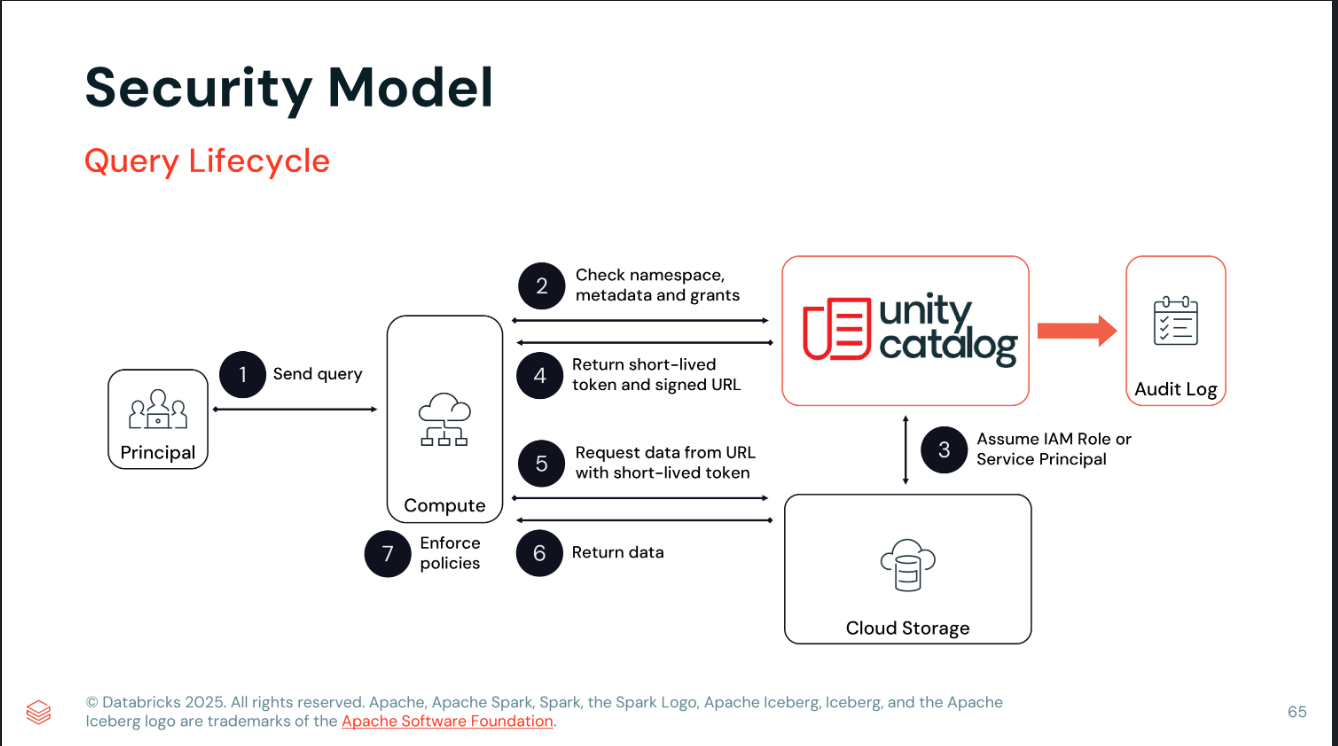 Security Model
Query Lifecycle
1
Send query
Principal
Compute
2
Check namespace,
metadata and grants
4
Return short-lived
token and signed URL
unity
catalog
Audit Log
3
Assume IAM Role or
Service Principal
5
Request data from URL
with short-lived token
6
Return data
7
Enforce
policies
Cloud Storage
© Databricks 2025. All rights reserved. Apache, Apache Spark, Spark, the Spark Logo, Apache Iceberg, Iceberg, and the Apache
Iceberg logo are trademarks of the Apache Software Foundation.
65